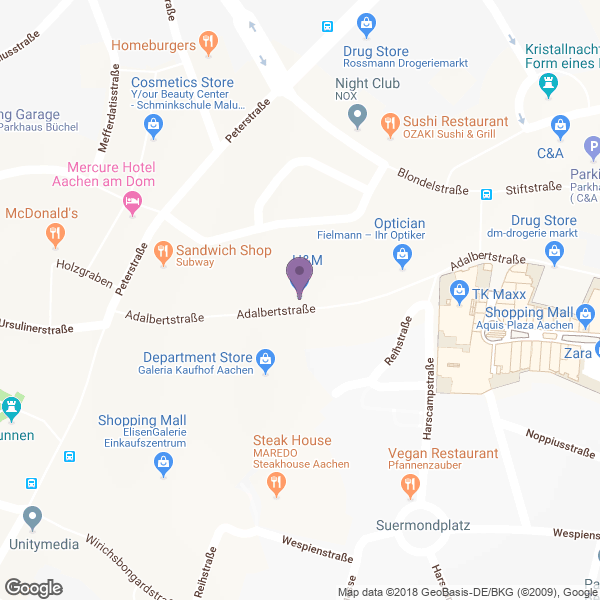 Homeburgers
Drug Store
Rossmann Drogeriemarkt
Kristallnach
Form eines
Cosmetics Store
Y/our Beauty Center
- Schminkschule Malu...
Night Club
NOX
Mefferdatisstraße
Peterstraße
ng Garage
Parkhaus Büchel
Sushi Restaurant
OZAKI Sushi & Grill
C&A
Parki
Parkha
( C&A
Mercure Hotel
Aachen am Dom
Blondelstraße
Stiftstraße
McDonald's
Optician
Fielmann – Ihr Optiker
Drug Store
dm-drogerie markt
Sandwich Shop
Subway
H&M
Holzgraben
Peterstraße
Adalbertstraße
TK Maxx
Shopping Mall
Aquis Plaza Aachen
Ursulinerstraße
Adalbertstraße
Adalbertstraße
Reihstraße
Zara
Department Store
Galeria Kaufhof Aachen
Harscampstraße
Shopping Mall
ElisenGalerie
Einkaufszentrum
Noppiusstraße
unnen
Steak House
MAREDO
Steakhouse Aachen
Vegan Restaurant
Pfannenzauber
Suermondplatz
Unitymedia
Wespienstraße
Wespiens
Wirichsbongardstraße
Reihstraße
Google
Map data ©2018 GeoBasis-DE/BKG (©2009), Google